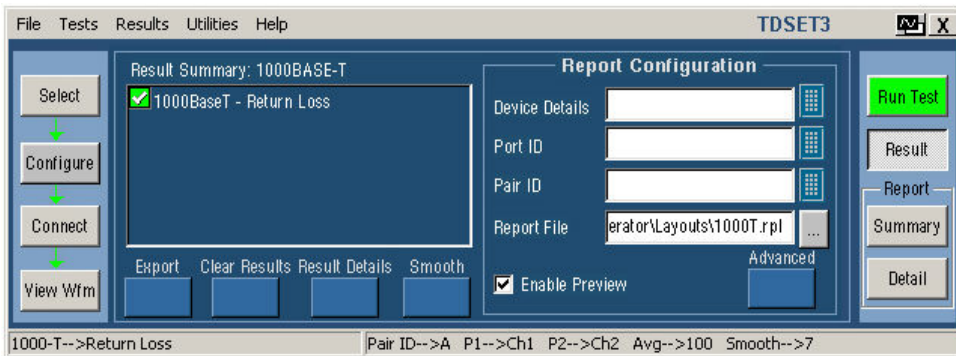 File Tests Results Utilities Help TDSET3 X
Select
Configure
Connect
View Wfm
Result Summary: 1000BASE-T
1000BaseT - Return Loss
Export Clear Results Result Details Smooth
Report Configuration
Device Details
Port ID
Pair ID
Report File erator\Layouts\1000T.rpl ...
Enable Preview
Advanced
Run Test
Result
Report
Summary
Detail
1000-T-->Return Loss Pair ID-->A P1-->Ch1 P2-->Ch2 Avg-->100 Smooth-->7